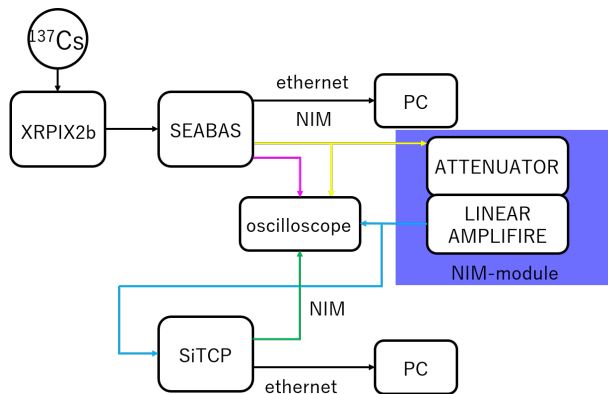 ¹³⁷Cs
ethernet
PC
XRPIX2b
SEABAS
NIM
ATTENUATOR
oscilloscope
LINEAR
AMPLIFIRE
NIM-module
NIM
SiTCP
PC
ethernet